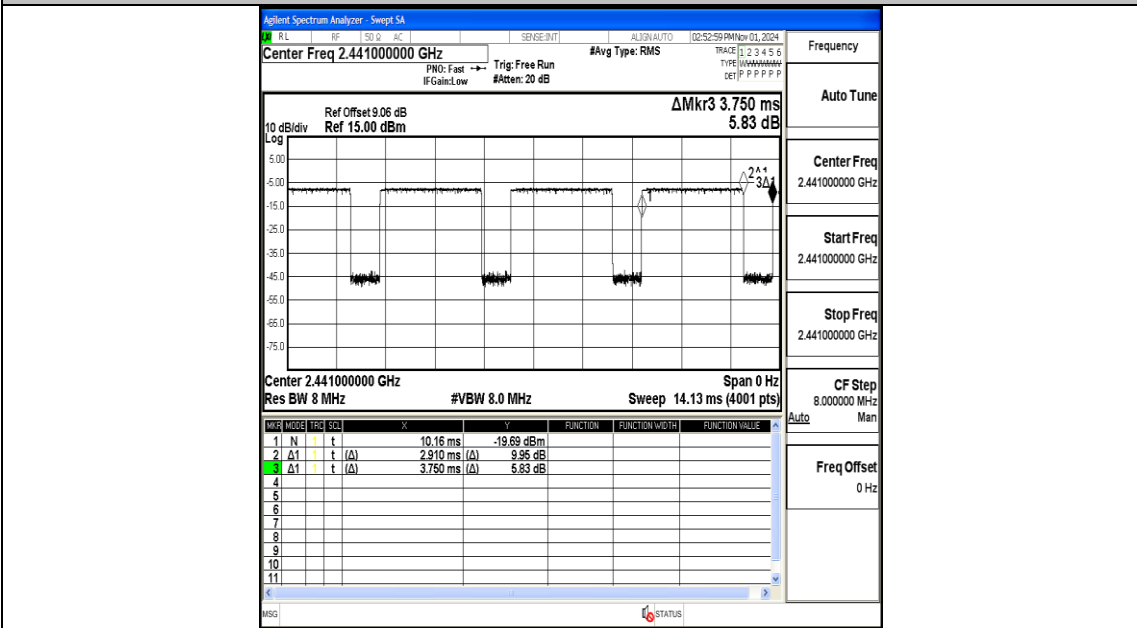 Agilent Spectrum Analyzer - Swept SA
RL RF 50 Ω AC SENSE:INT ALIGN AUTO 02:52:59 PM Nov 01, 2024
Center Freq 2.441000000 GHz
#Avg Type: RMS
TRACE 1 2 3 4 5 6
TYPE
DET P P P P P P
PNO: Fast
IFGain:Low
Trig: Free Run
#Atten: 20 dB
Ref Offset 9.06 dB
Ref 15.00 dBm
10 dB/div
Log
ΔMkr3 3.750 ms
5.83 dB
5.00
-5.00
-15.0
-25.0
-35.0
-45.0
-55.0
-65.0
-75.0
1
3Δ1
Center 2.441000000 GHz
Span 0 Hz
Res BW 8 MHz
#VBW 8.0 MHz
Sweep 14.13 ms (4001 pts)
MKR MODE TRC SCL X Y FUNCTION FUNCTION WIDTH FUNCTION VALUE
1 N 1 t 10.16 ms -19.69 dBm
2 Δ1 1 t (Δ) 2.910 ms (Δ) 9.95 dB
3 Δ1 1 t (Δ) 3.750 ms (Δ) 5.83 dB
4
5
6
7
8
9
10
11
MSG
STATUS
Frequency
Auto Tune
Center Freq
2.441000000 GHz
Start Freq
2.441000000 GHz
Stop Freq
2.441000000 GHz
CF Step
8.000000 MHz
Auto Man
Freq Offset
0 Hz